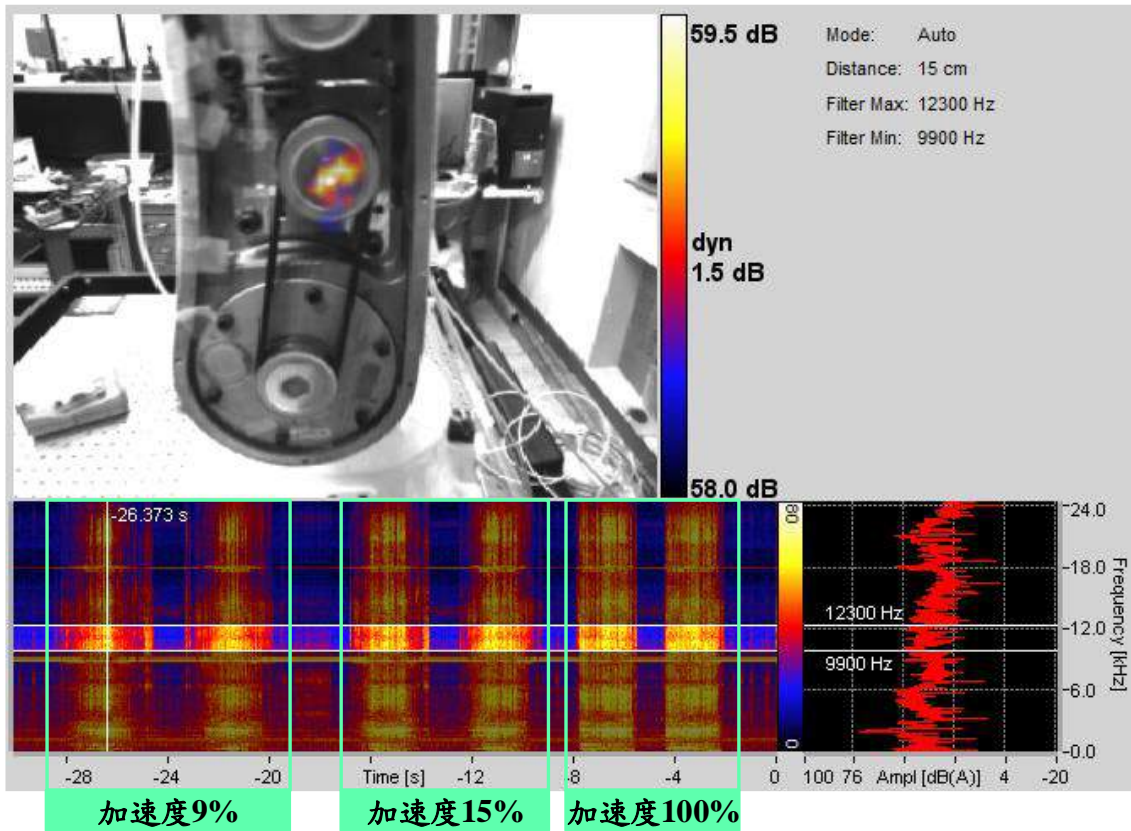 59.5 dB
dyn
1.5 dB
58.0 dB
Mode: Auto
Distance: 15 cm
Filter Max: 12300 Hz
Filter Min: 9900 Hz
-26.373 s
60
0
12300 Hz
9900 Hz
-24.0
-18.0
-12.0
-6.0
-0.0
Frequency [kHz]
-28 -24 -20 Time [s] -12 -8 -4 0
100 76 Ampl [dB(A)] 4 -20
加速度9% 加速度15% 加速度100%